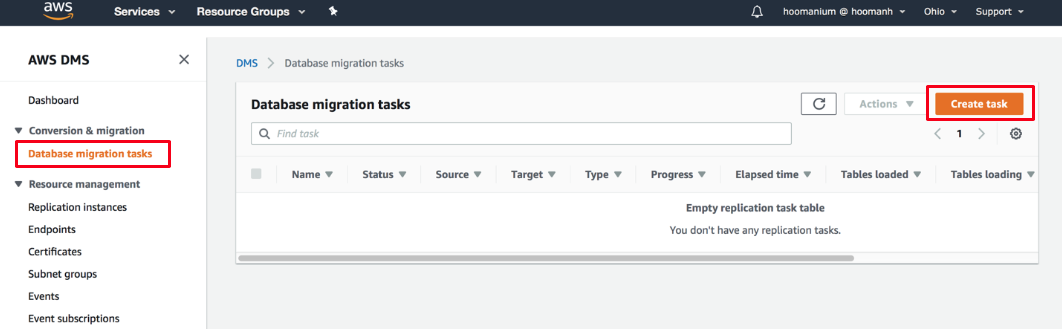 aws
Services Resource Groups hoomanium @ hoomanh Ohio Support
AWS DMS
Dashboard
Conversion & migration
Database migration tasks
Resource management
Replication instances
Endpoints
Certificates
Subnet groups
Events
Event subscriptions
DMS Database migration tasks
Database migration tasks
Actions
Create task
Find task
1
Name Status Source Target Type Progress Elapsed time Tables loaded Tables loading
Empty replication task table
You don't have any replication tasks.